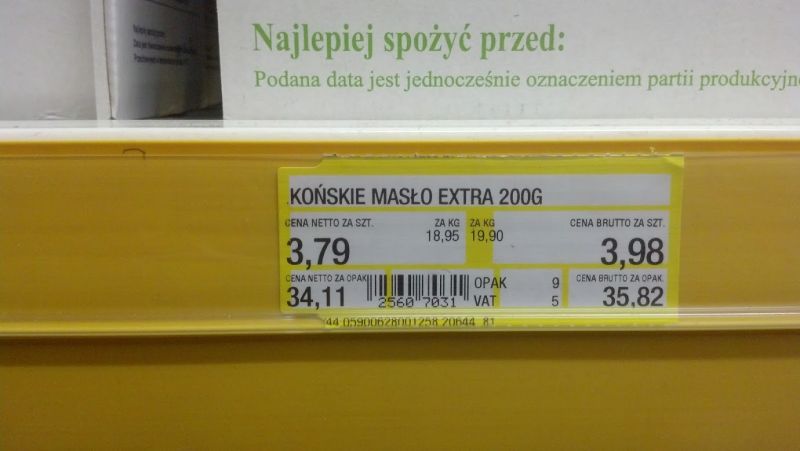 Najlepiej spożyć przed:
Podana data jest jednocześnie oznaczeniem partii produkcyjne
KOŃSKIE MASŁO EXTRA 200G
CENA NETTO ZA SZT. ZA KG ZA KG CENA BRUTTO ZA SZT.
3,79 18,95 19,90 3,98
CENA NETTO ZA OPAK OPAK 9 CENA BRUTTO ZA OPAK.
34,11 2560 7031 VAT 5 35,82
44 05900628001258 20644 81